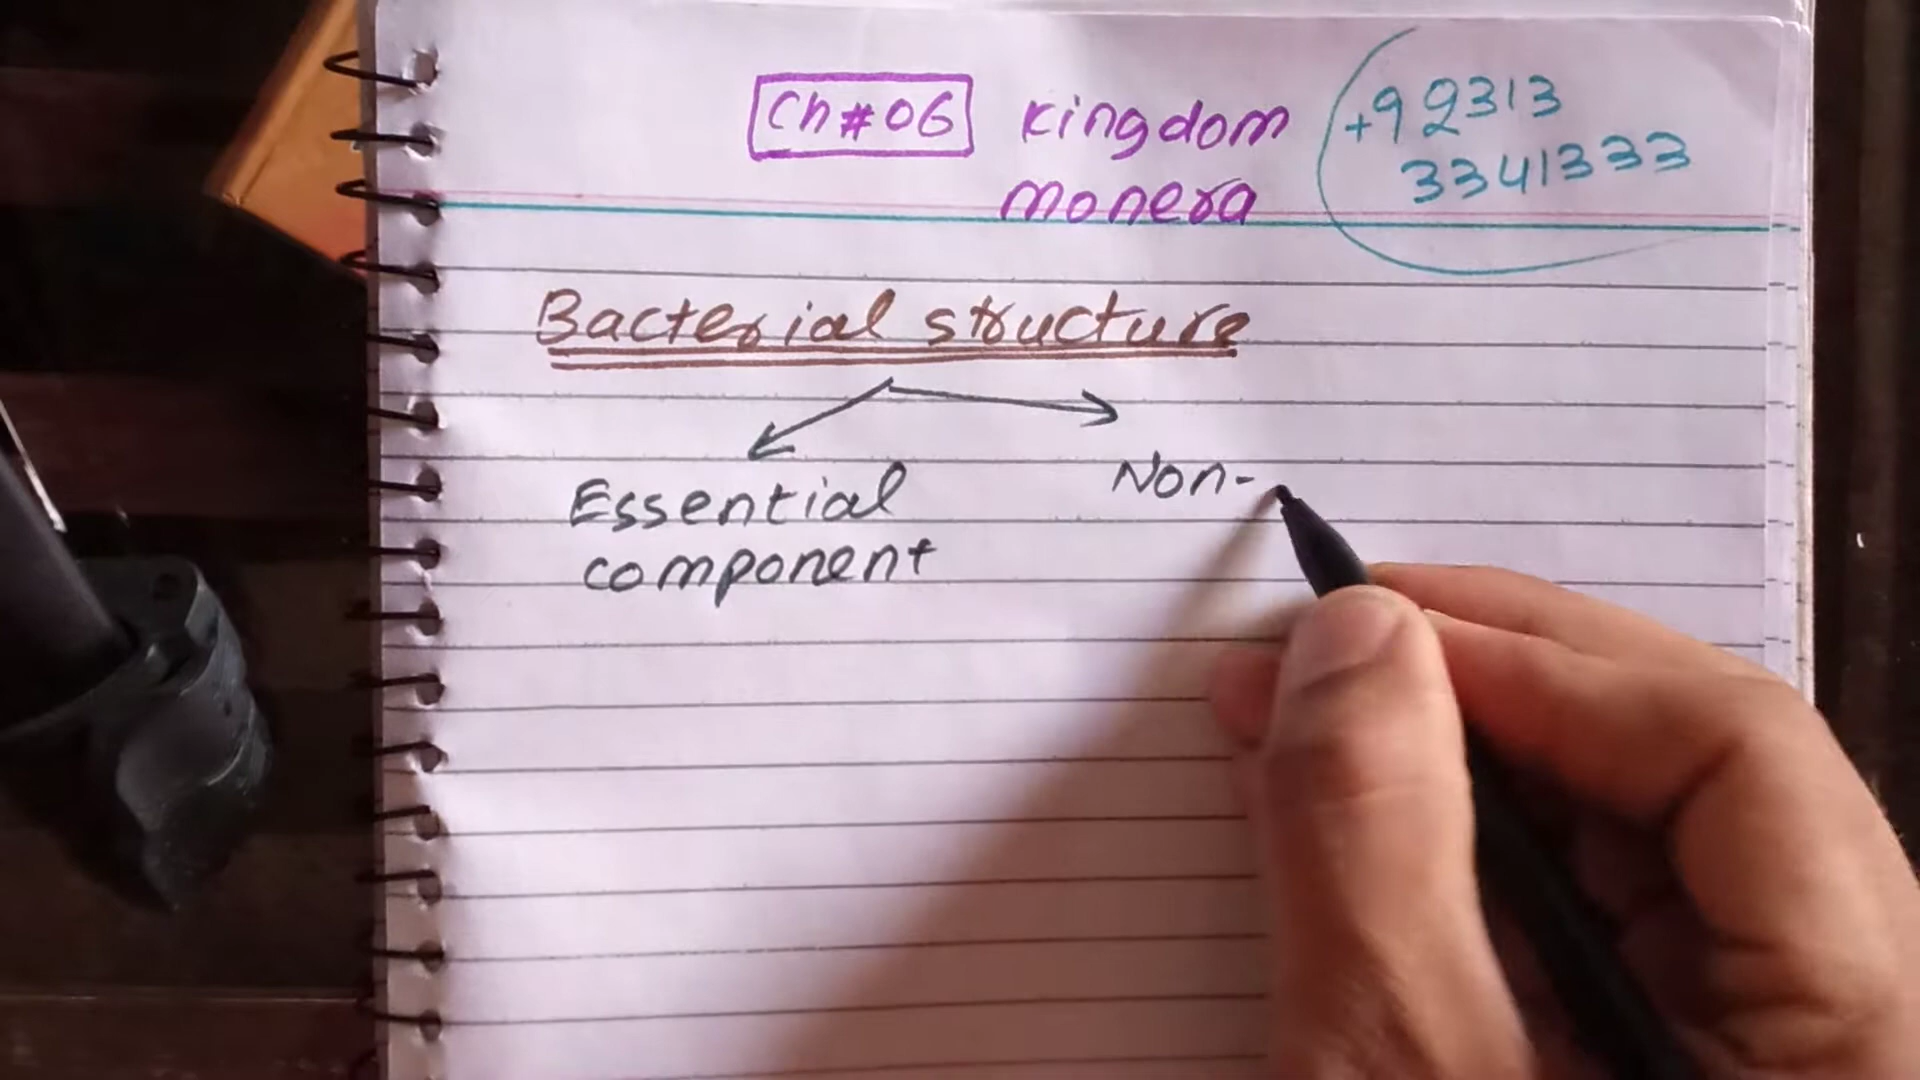 Ch#06 Kingdom
Monera
+92313
3341333
Bacterial structure
Essential
component
Non-